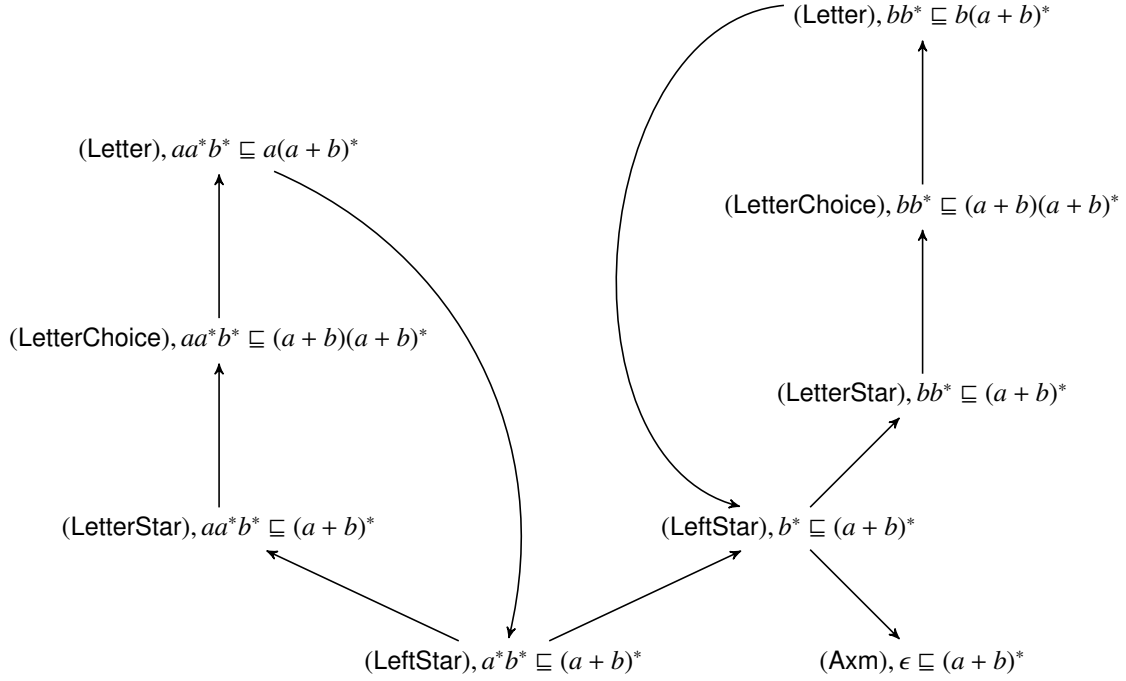 (Letter), bb* ⊑ b(a + b)*
(Letter), aa*b* ⊑ a(a + b)*
(LetterChoice), bb* ⊑ (a + b)(a + b)*
(LetterChoice), aa*b* ⊑ (a + b)(a + b)*
(LetterStar), bb* ⊑ (a + b)*
(LetterStar), aa*b* ⊑ (a + b)*
(LeftStar), b* ⊑ (a + b)*
(LeftStar), a*b* ⊑ (a + b)*
(Axm), ϵ ⊑ (a + b)*